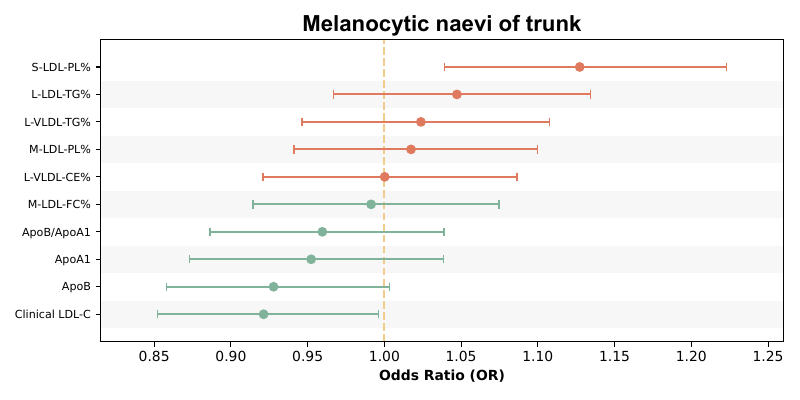 Melanocytic naevi of trunk
S-LDL-PL%
L-LDL-TG%
L-VLDL-TG%
M-LDL-PL%
L-VLDL-CE%
M-LDL-FC%
ApoB/ApoA1
ApoA1
ApoB
Clinical LDL-C
0.85 0.90 0.95 1.00 1.05 1.10 1.15 1.20 1.25
Odds Ratio (OR)